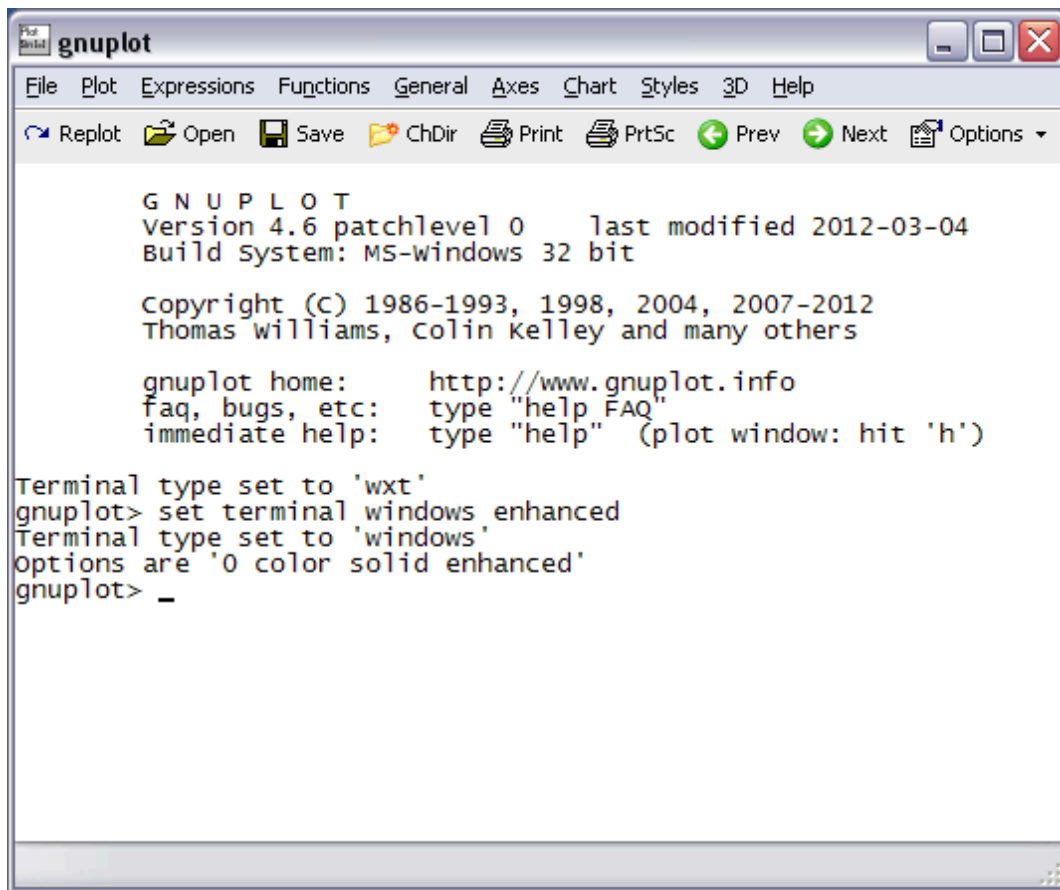 gnuplot
File Plot Expressions Functions General Axes Chart Styles 3D Help
Replot Open Save ChDir Print PrtSc Prev Next Options
G N U P L O T
Version 4.6 patchlevel 0    last modified 2012-03-04
Build System: MS-Windows 32 bit
Copyright (C) 1986-1993, 1998, 2004, 2007-2012
Thomas Williams, Colin Kelley and many others
gnuplot home:     http://www.gnuplot.info
faq, bugs, etc:   type "help FAQ"
immediate help:   type "help"  (plot window: hit 'h')
Terminal type set to 'wxt'
gnuplot> set terminal windows enhanced
Terminal type set to 'windows'
Options are '0 color solid enhanced'
gnuplot> _